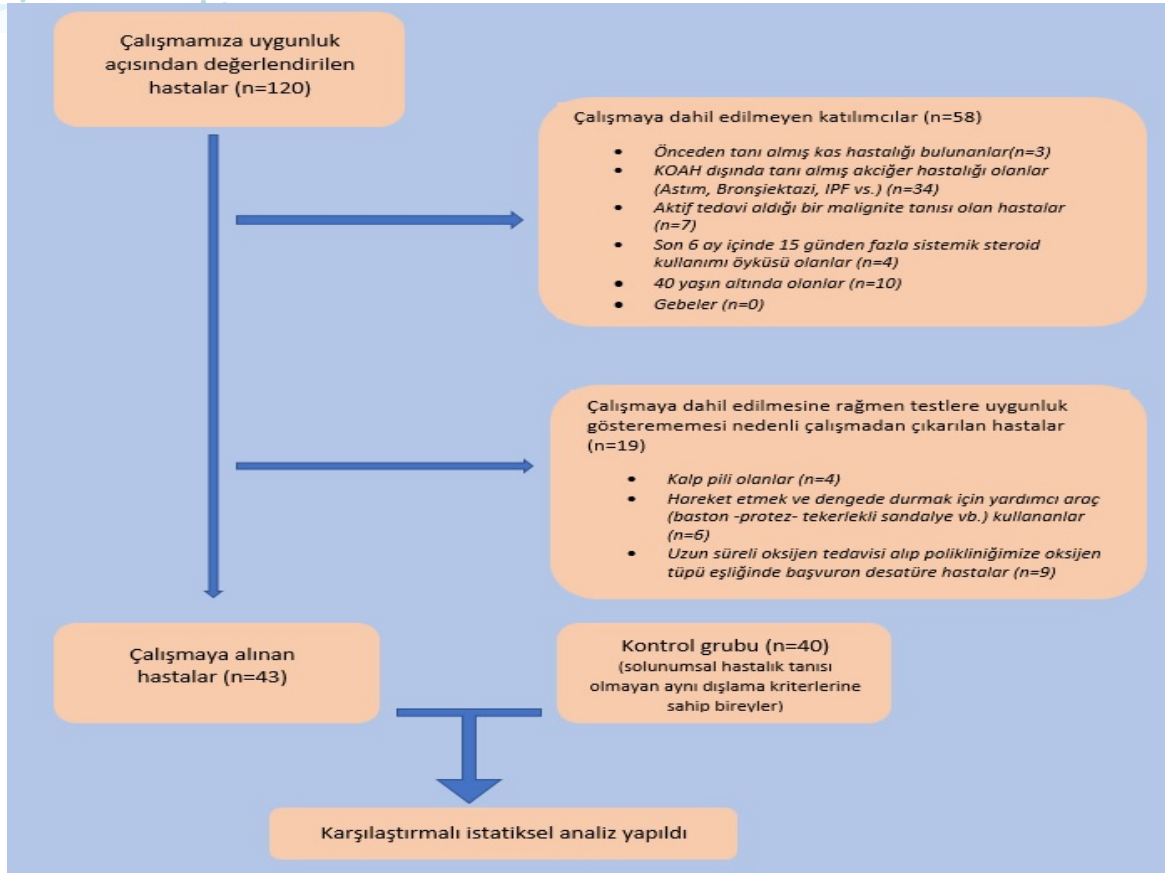 Çalışmamıza uygunluk
açısından değerlendirilen
hastalar (n=120)
Çalışmaya dahil edilmeyen katılımcılar (n=58)
• Önceden tanı almış kas hastalığı bulunanlar(n=3)
• KOAH dışında tanı almış akciğer hastalığı olanlar
(Astım, Bronşiektazi, IPF vs.) (n=34)
• Aktif tedavi aldığı bir malignite tanısı olan hastalar
(n=7)
• Son 6 ay içinde 15 günden fazla sistemik steroid
kullanımı öyküsü olanlar (n=4)
• 40 yaşın altında olanlar (n=10)
• Gebeler (n=0)
Çalışmaya dahil edilmesine rağmen testlere uygunluk
gösterememesi nedenli çalışmadan çıkarılan hastalar
(n=19)
• Kalp pili olanlar (n=4)
• Hareket etmek ve dengede durmak için yardımcı araç
(baston -protez- tekerlekli sandalye vb.) kullananlar
(n=6)
• Uzun süreli oksijen tedavisi alıp polikliniğimize oksijen
tüpü eşliğinde başvuran desatüre hastalar (n=9)
Çalışmaya alınan
hastalar (n=43)
Kontrol grubu (n=40)
(solunumsal hastalık tanısı
olmayan aynı dışlama kriterlerine
sahip bireyler)
Karşılaştırmalı istatiksel analiz yapıldı